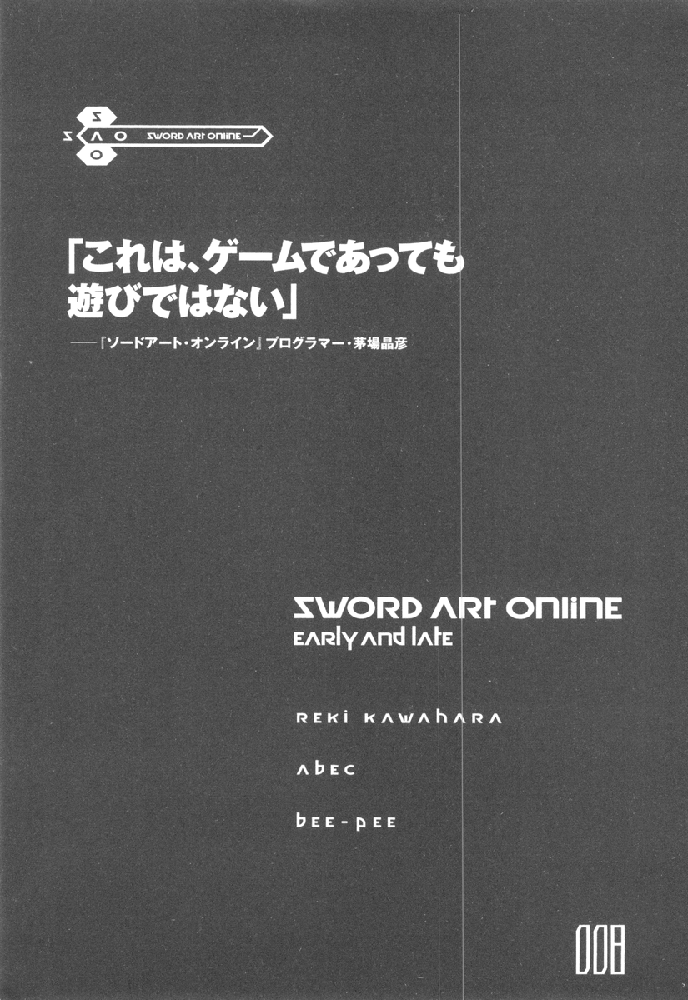 S
SAO SWORD ART ONLINE
O
「これは、ゲームであっても
遊びではない」
――『ソードアート・オンライン』プログラマー・茅場晶彦
SWORD ART ONLINE
EARLY AND LATE
REKI KAWAHARA
ABEC
BEE-PEE
008